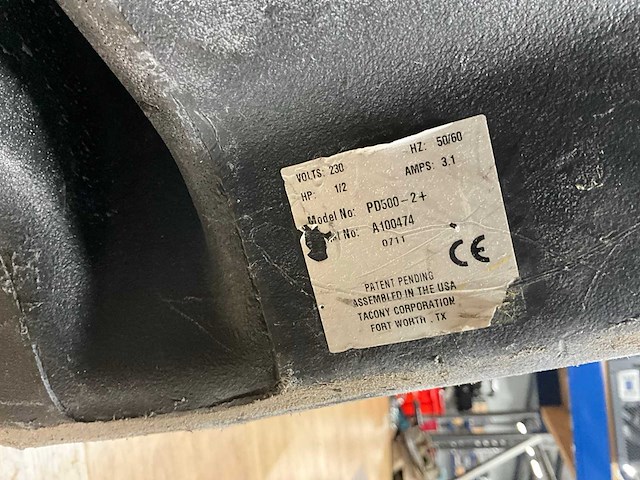 VOLTS: 230 HZ: 50/60
HP: 1/2 AMPS: 3.1
Model No: PD500-2+
No: A100474
0711
CE
PATENT PENDING
ASSEMBLED IN THE USA
TACONY CORPORATION
FORT WORTH , TX